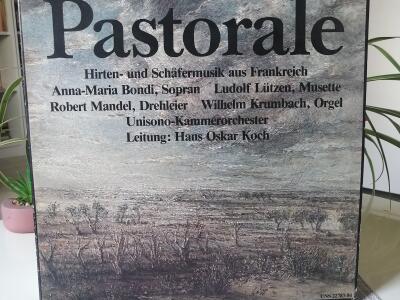 Pastorale
Hirten- und Schäfermusik aus Frankreich
Anna-Maria Bondi, Sopran Ludolf Lützen, Musette
Robert Mandel, Drehleier Wilhelm Krumbach, Orgel
Unisono-Kammerorchester
Leitung: Hans Oskar Koch